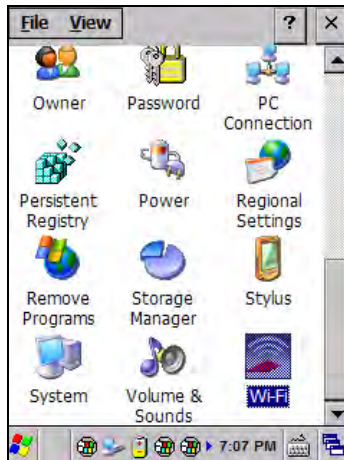 File View ? ×
Owner Password PC
Connection
Persistent Power Regional
Registry Settings
Remove Storage Stylus
Programs Manager
System Volume & Wi-Fi
Sounds
7:07 PM